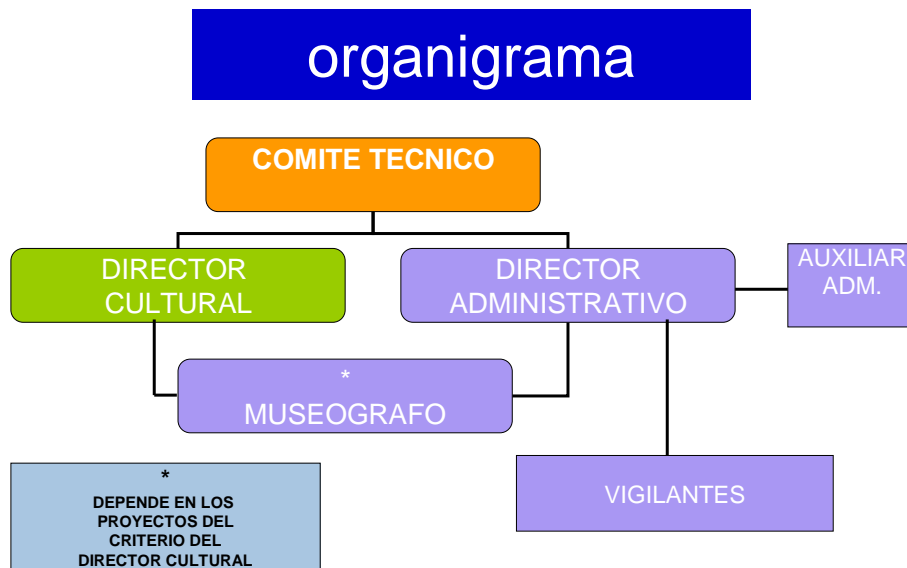 organigrama
COMITE TECNICO
DIRECTOR
CULTURAL
DIRECTOR
ADMINISTRATIVO
AUXILIAR
ADM.
*
MUSEOGRAFO
VIGILANTES
*
DEPENDE EN LOS
PROYECTOS DEL
CRITERIO DEL
DIRECTOR CULTURAL